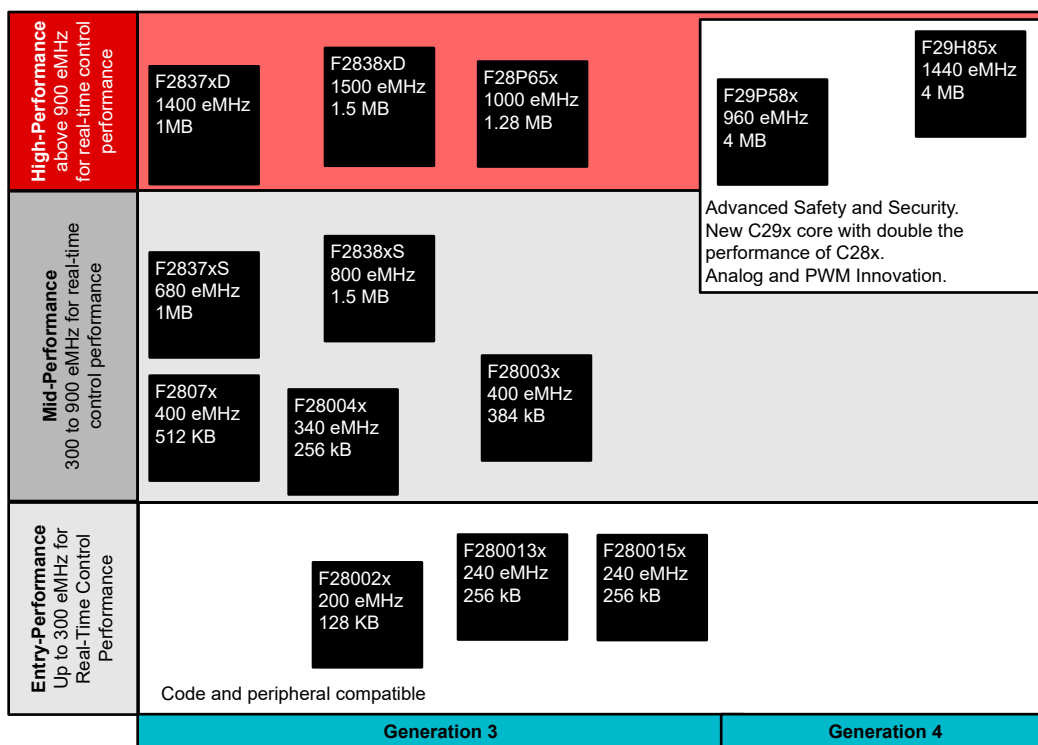 High-Performance
above 900 eMHz
for real-time control
performance
F2837xD
1400 eMHz
1MB
F2838xD
1500 eMHz
1.5 MB
F28P65x
1000 eMHz
1.28 MB
F29P58x
960 eMHz
4 MB
F29H85x
1440 eMHz
4 MB
Advanced Safety and Security.
New C29x core with double the
performance of C28x.
Analog and PWM Innovation.
Mid-Performance
300 to 900 eMHz for real-time
control performance
F2837xS
680 eMHz
1MB
F2838xS
800 eMHz
1.5 MB
F2807x
400 eMHz
512 KB
F28004x
340 eMHz
256 kB
F28003x
400 eMHz
384 kB
Entry-Performance
Up to 300 eMHz for
Real-Time Control
Performance
F28002x
200 eMHz
128 KB
F280013x
240 eMHz
256 kB
F280015x
240 eMHz
256 kB
Code and peripheral compatible
Generation 3
Generation 4